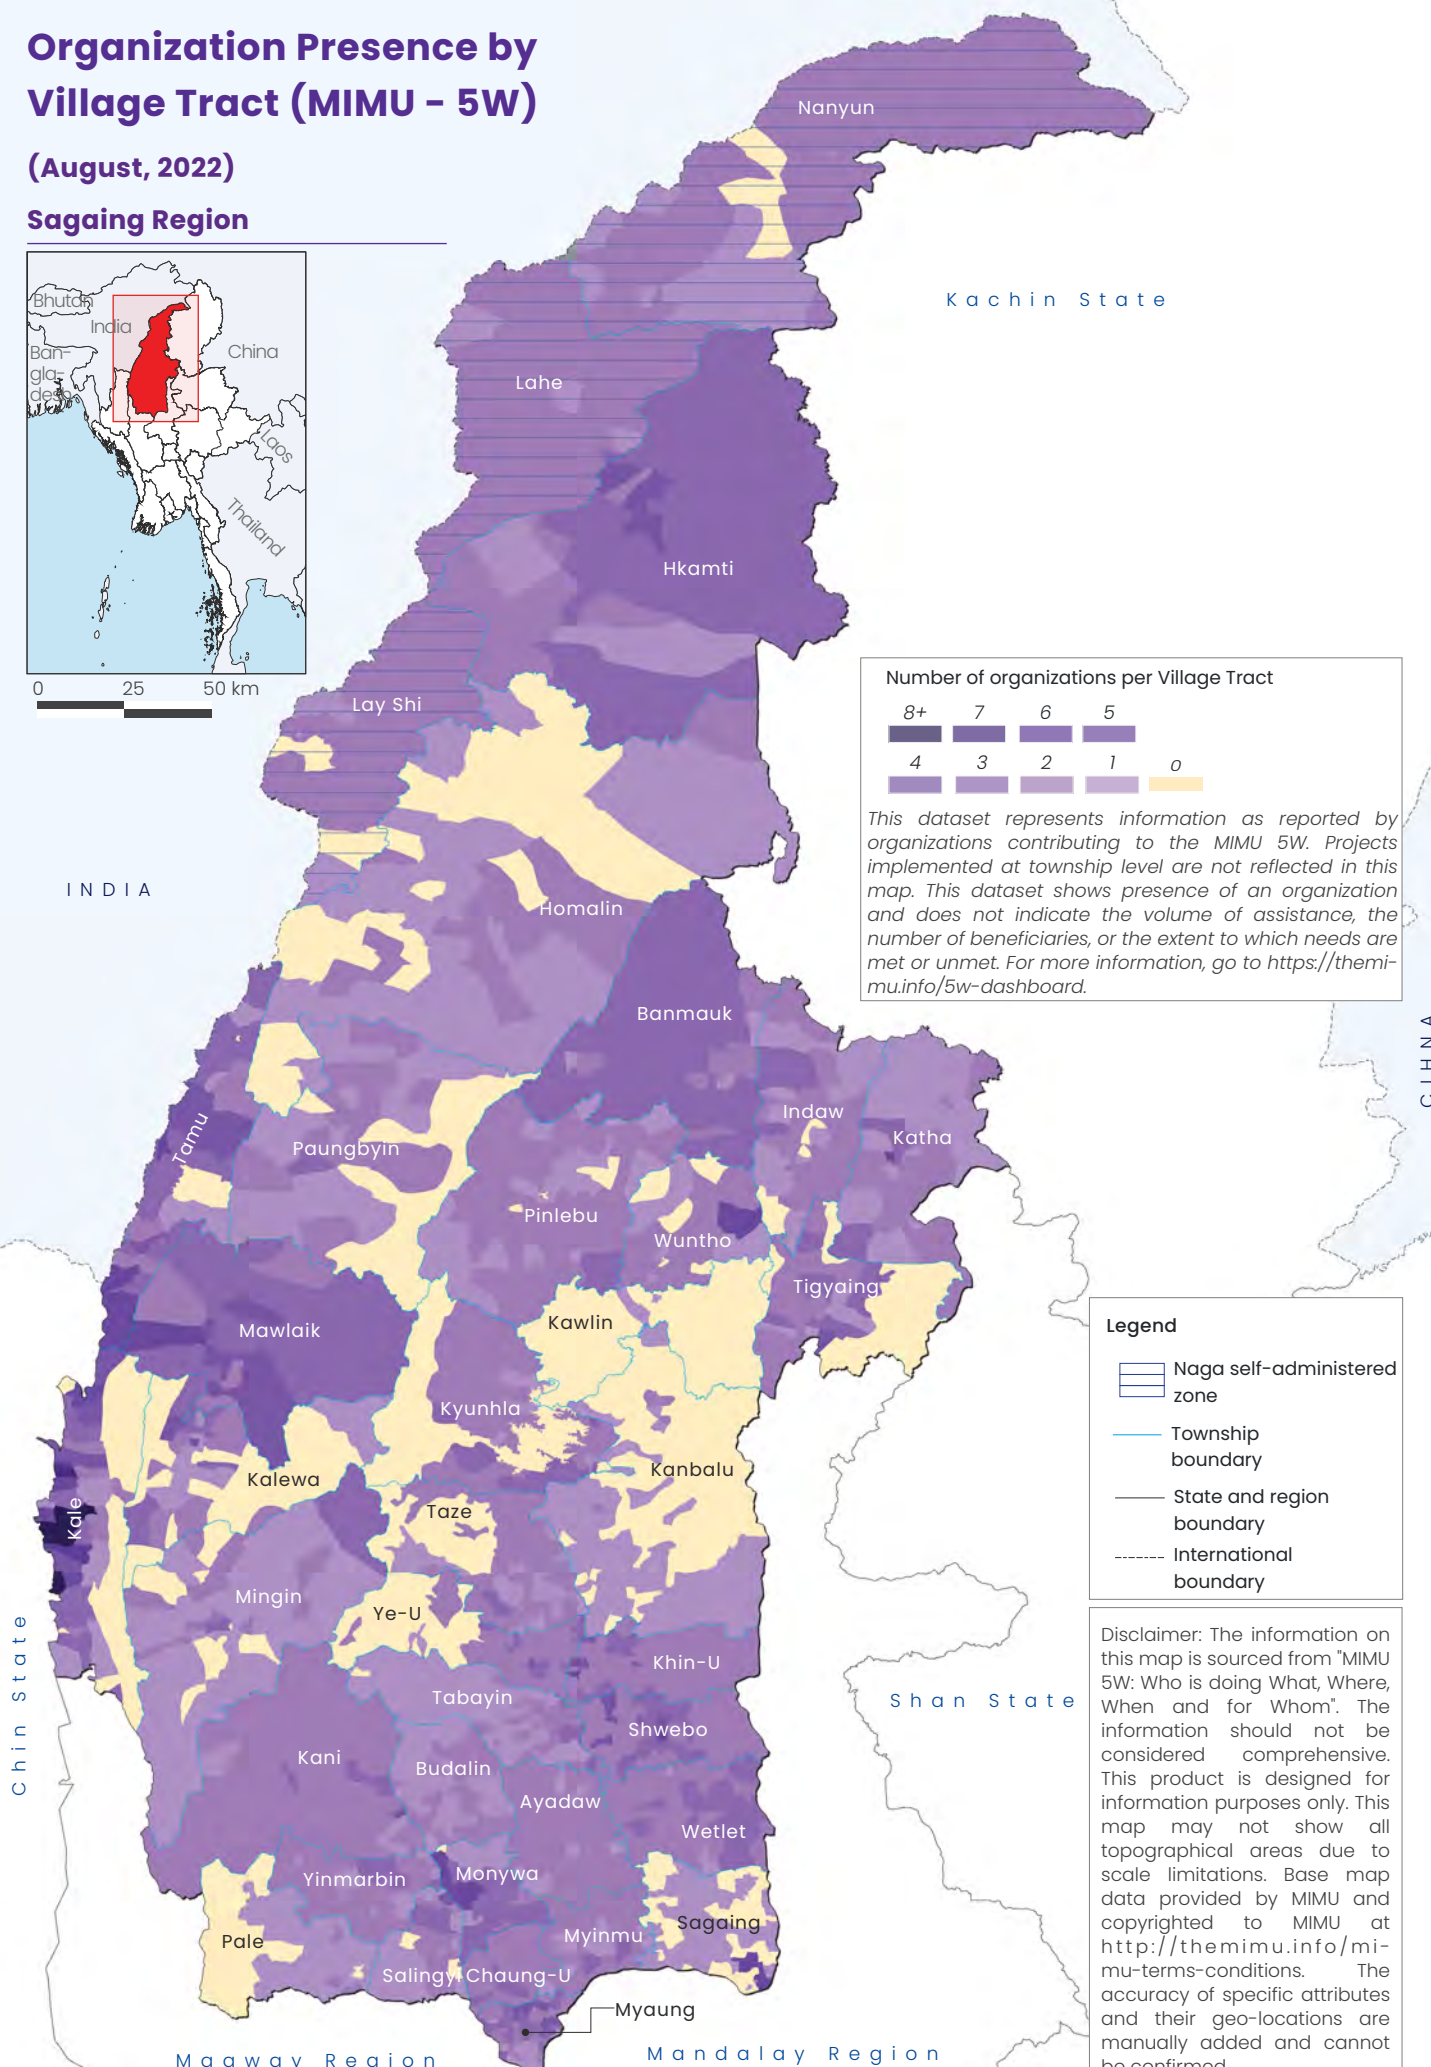 Organization Presence by
Village Tract (MIMU - 5W)
(August, 2022)
Sagaing Region
Bhutan
India
Ban-
gla-
desh
China
Laos
Thailand
0 25 50 km
Nanyun
Kachin State
Lahe
Hkamti
Lay Shi
Number of organizations per Village Tract
8+ 7 6 5
4 3 2 1 0
This dataset represents information as reported by
organizations contributing to the MIMU 5W. Projects
implemented at township level are not reflected in this
map. This dataset shows presence of an organization
and does not indicate the volume of assistance, the
number of beneficiaries, or the extent to which needs are
met or unmet. For more information, go to https://themi-
mu.info/5w-dashboard.
INDIA
Homalin
Banmauk
CIHNA
Tamu
Paungbyin
Indaw
Katha
Pinlebu
Wuntho
Tigyaing
Mawlaik
Kawlin
Kyunhla
Kalewa
Kanbalu
Kale
Taze
Mingin
Ye-U
Khin-U
Tabayin
Shwebo
Shan State
Chin State
Kani
Budalin
Ayadaw
Wetlet
Yinmarbin
Monywa
Sagaing
Myinmu
Pale
Salingyi
Chaung-U
Myaung
Magway Region
Mandalay Region
Legend
Naga self-administered
zone
Township
boundary
State and region
boundary
International
boundary
Disclaimer: The information on
this map is sourced from "MIMU
5W: Who is doing What, Where,
When and for Whom". The
information should not be
considered comprehensive.
This product is designed for
information purposes only. This
map may not show all
topographical areas due to
scale limitations. Base map
data provided by MIMU and
copyrighted to MIMU at
http://themimu.info/mi-
mu-terms-conditions. The
accuracy of specific attributes
and their geo-locations are
manually added and cannot
be confirmed